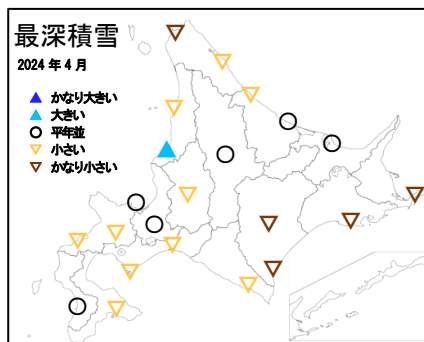 最深積雪
2024 年 4 月
かなり大きい
大きい
平年並
小さい
かなり小さい